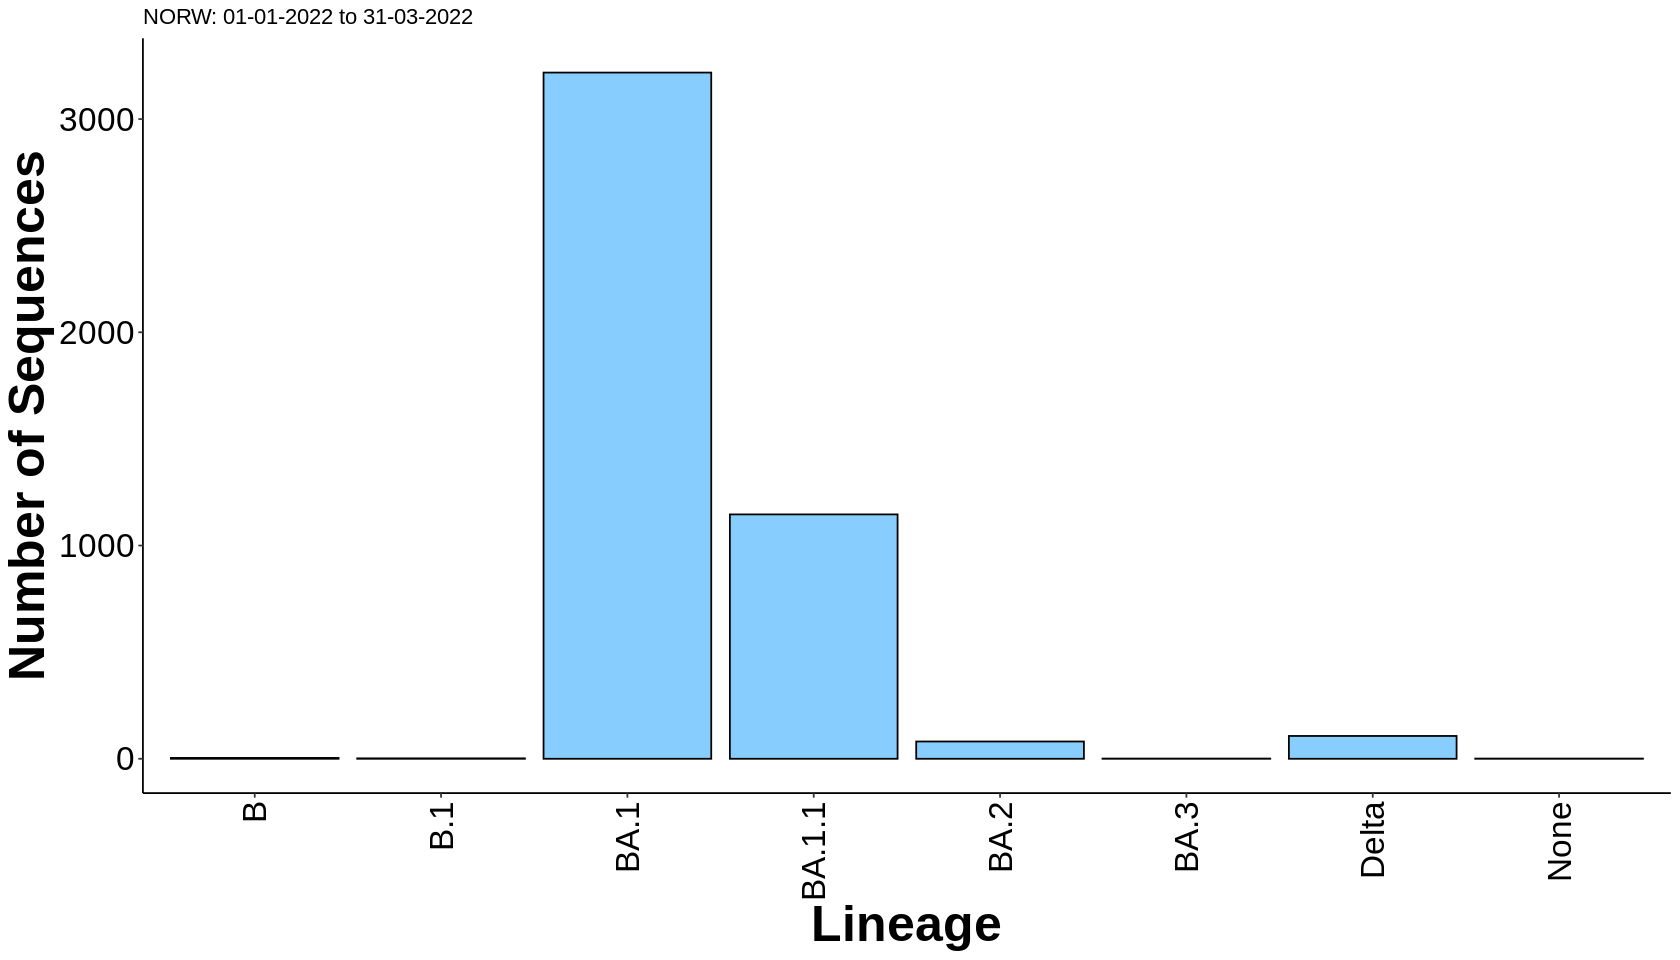 NORW: 01-01-2022 to 31-03-2022
Number of Sequences
3000
2000
1000
0
B
B.1
BA.1
BA.1.1
BA.2
BA.3
Delta
None
Lineage